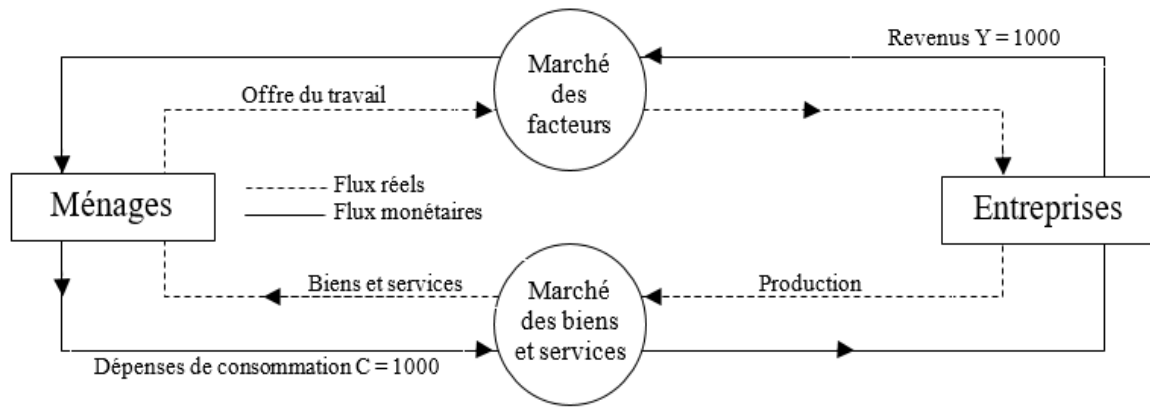 Revenus Y = 1000
Marché
des
facteurs
Offre du travail
Ménages
Flux réels
Flux monétaires
Entreprises
Biens et services
Production
Marché
des biens
et services
Dépenses de consommation C = 1000